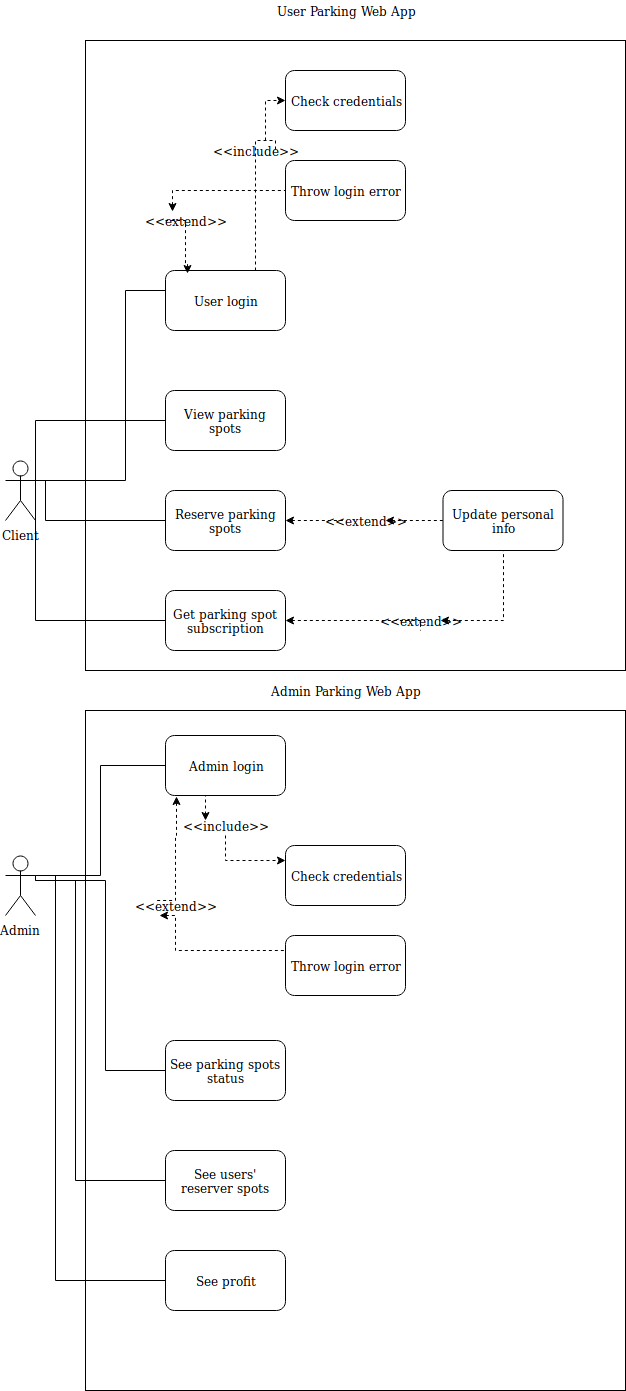 User Parking Web App
Check credentials
<<include>>
Throw login error
<<extend>>
User login
View parking
spots
Client
Reserve parking
spots
<<extend>>
Update personal
info
Get parking spot
subscription
<<extend>>
Admin Parking Web App
Admin login
<<include>>
Check credentials
Admin
<<extend>>
Throw login error
See parking spots
status
See users'
reserver spots
See profit